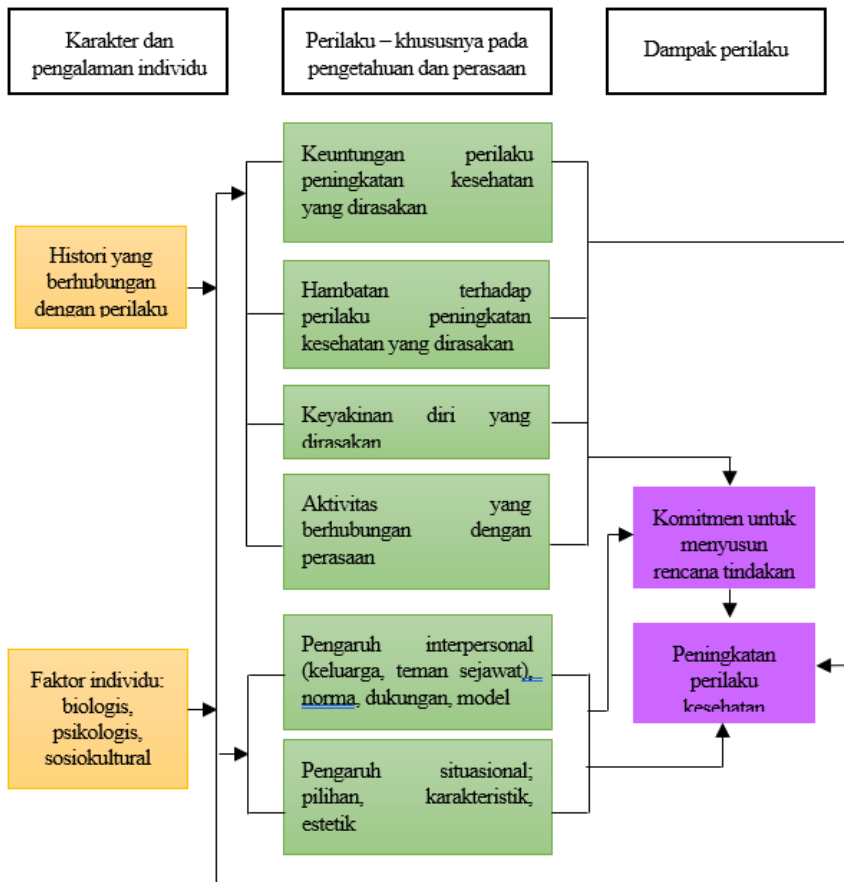 Karakter dan
pengalaman individu
Perilaku – khususnya pada
pengetahuan dan perasaan
Dampak perilaku
Keuntungan perilaku
peningkatan kesehatan
yang dirasakan
Histori yang
berhubungan
dengan perilaku
Hambatan terhadap
perilaku peningkatan
kesehatan yang dirasakan
Keyakinan diri yang
dirasakan
Aktivitas yang
berhubungan dengan
perasaan
Komitmen untuk
menyusun
rencana tindakan
Faktor individu:
biologis,
psikologis,
sosiokultural
Pengaruh interpersonal
(keluarga, teman sejawat),
norma, dukungan, model
Peningkatan
perilaku
kesehatan
Pengaruh situasional;
pilihan, karakteristik,
estetik